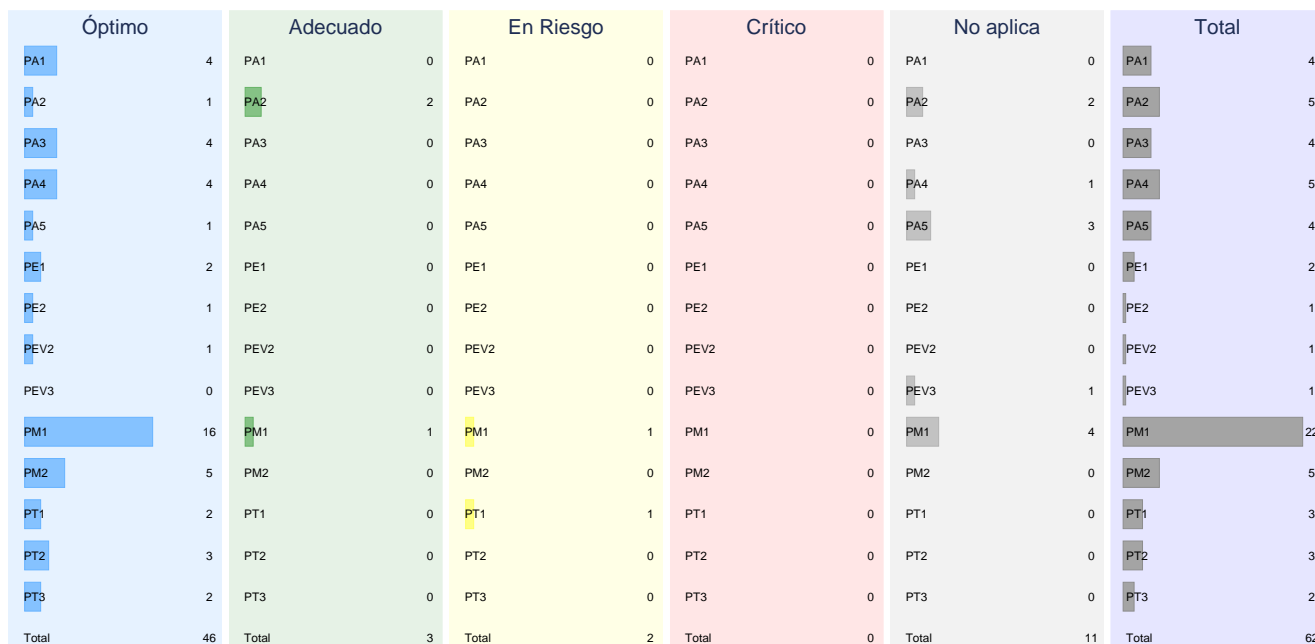 Óptimo Adecuado En Riesgo Crítico No aplica Total
PA1 4 PA1 0 PA1 0 PA1 0 PA1 0 PA1 4
PA2 1 PA2 2 PA2 0 PA2 0 PA2 2 PA2 5
PA3 4 PA3 0 PA3 0 PA3 0 PA3 0 PA3 4
PA4 4 PA4 0 PA4 0 PA4 0 PA4 1 PA4 5
PA5 1 PA5 0 PA5 0 PA5 0 PA5 3 PA5 4
PE1 2 PE1 0 PE1 0 PE1 0 PE1 0 PE1 2
PE2 1 PE2 0 PE2 0 PE2 0 PE2 0 PE2 1
PEV2 1 PEV2 0 PEV2 0 PEV2 0 PEV2 0 PEV2 1
PEV3 0 PEV3 0 PEV3 0 PEV3 0 PEV3 1 PEV3 1
PM1 16 PM1 1 PM1 1 PM1 0 PM1 4 PM1 22
PM2 5 PM2 0 PM2 0 PM2 0 PM2 0 PM2 5
PT1 2 PT1 0 PT1 1 PT1 0 PT1 0 PT1 3
PT2 3 PT2 0 PT2 0 PT2 0 PT2 0 PT2 3
PT3 2 PT3 0 PT3 0 PT3 0 PT3 0 PT3 2
Total 46 Total 3 Total 2 Total 0 Total 11 Total 62